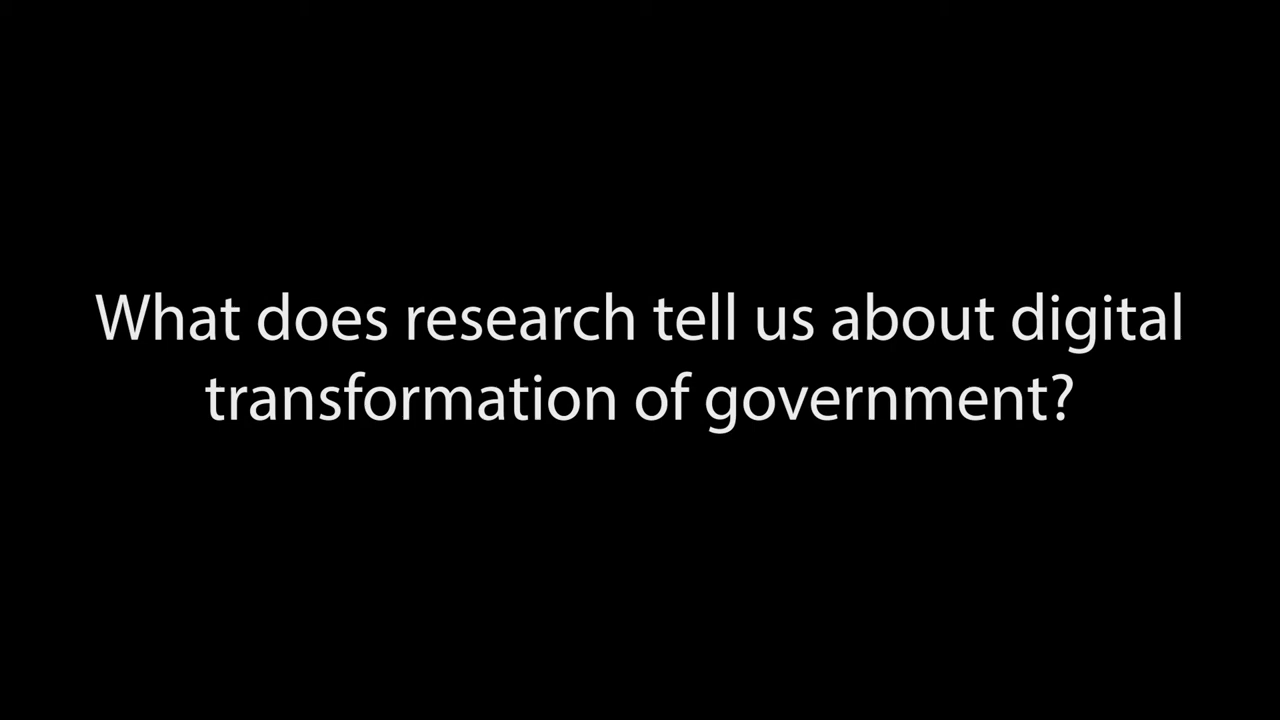 What does research tell us about digital
transformation of government?